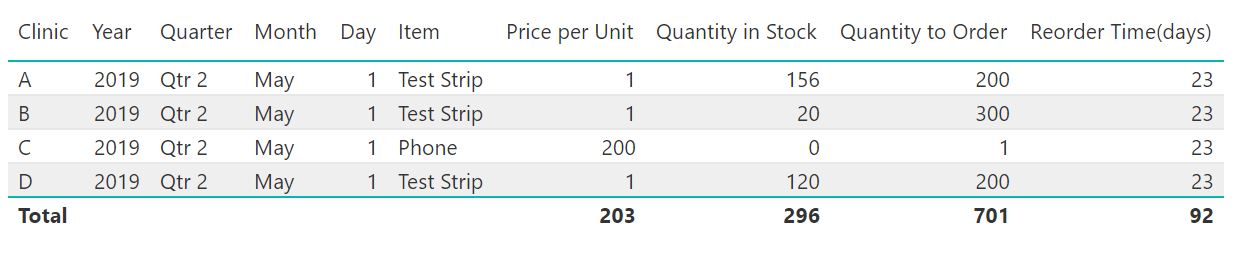 Clinic Year Quarter Month Day Item Price per Unit Quantity in Stock Quantity to Order Reorder Time(days)
A 2019 Qtr 2 May 1 Test Strip 1 156 200 23
B 2019 Qtr 2 May 1 Test Strip 1 20 300 23
C 2019 Qtr 2 May 1 Phone 200 0 1 23
D 2019 Qtr 2 May 1 Test Strip 1 120 200 23
Total 203 296 701 92